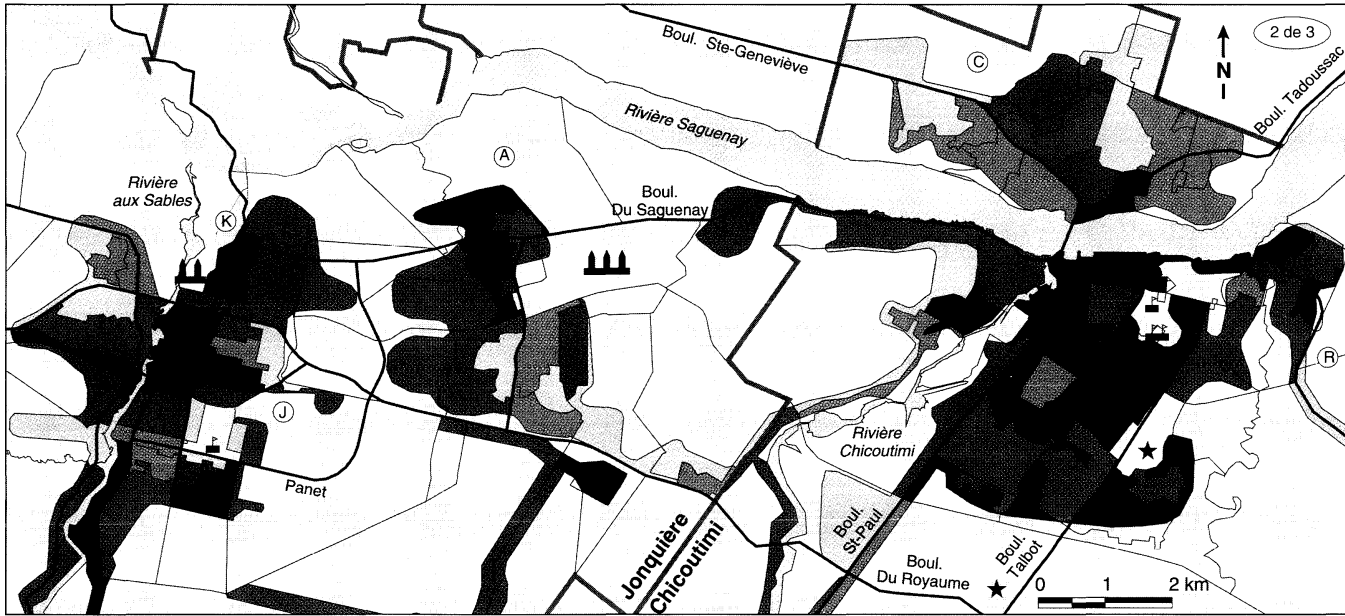 2 de 3
N
C
Boul. Ste-Geneviève
Boul. Tadoussac
Rivière Saguenay
A
Rivière
aux Sables
K
Boul.
Du Saguenay
R
J
Rivière
Chicoutimi
Panet
Boul.
St-Paul
Jonquière
Chicoutimi
Boul.
Du Royaume
Boul.
Talbot
0 1 2 km